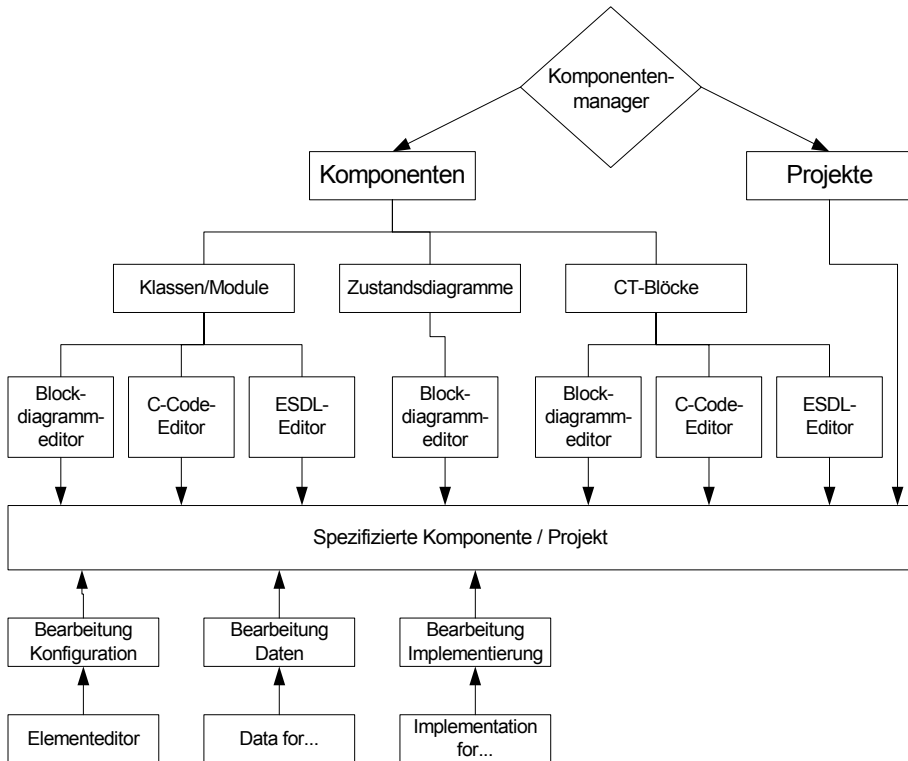 Komponenten-
manager
Komponenten
Projekte
Klassen/Module
Zustandsdiagramme
CT-Blöcke
Block-
diagramm-
editor
C-Code-
Editor
ESDL-
Editor
Block-
diagramm-
editor
Block-
diagramm-
editor
C-Code-
Editor
ESDL-
Editor
Spezifizierte Komponente / Projekt
Bearbeitung
Konfiguration
Bearbeitung
Daten
Bearbeitung
Implementierung
Elementeditor
Data for...
Implementation
for...